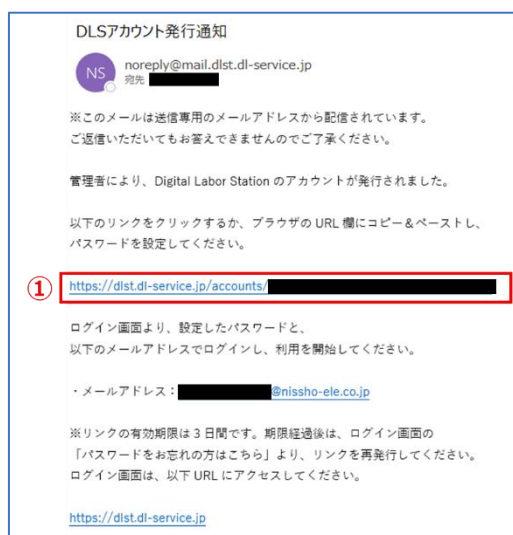 DLSアカウント発行通知
NS
noreply@mail.dlst.dl-service.jp
宛先
※このメールは送信専用のメールアドレスから配信されています。
ご返信いただいてもお答えできませんのでご了承ください。
管理者により、Digital Labor Station のアカウントが発行されました。
以下のリンクをクリックするか、ブラウザの URL 欄にコピー＆ペーストし、
パスワードを設定してください。
① https://dlst.dl-service.jp/accounts/
ログイン画面より、設定したパスワードと、
以下のメールアドレスでログインし、利用を開始してください。
・メールアドレス： @nissho-ele.co.jp
※リンクの有効期限は 3 日間です。期限経過後は、ログイン画面の
「パスワードをお忘れの方はこちら」より、リンクを再発行してください。
ログイン画面は、以下 URL にアクセスしてください。
https://dlst.dl-service.jp